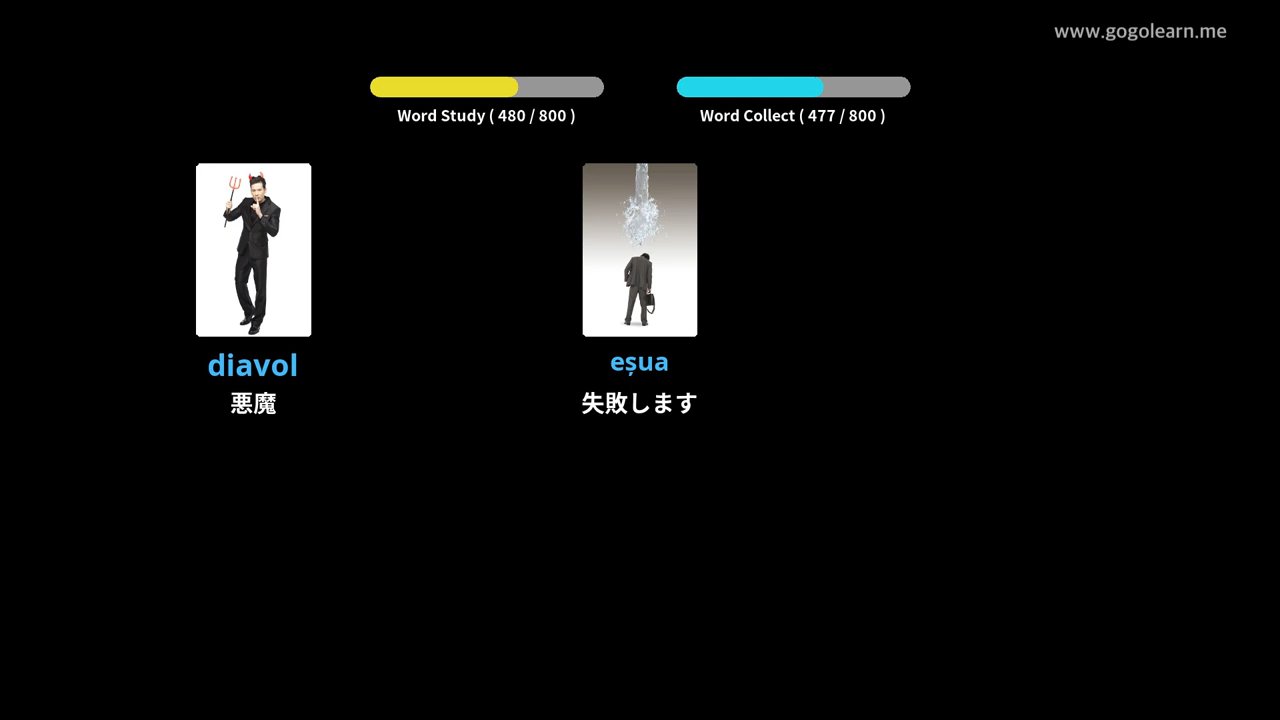 www.gogolearn.me
Word Study ( 480 / 800 )
Word Collect ( 477 / 800 )
diavol
eșua
悪魔
失敗します